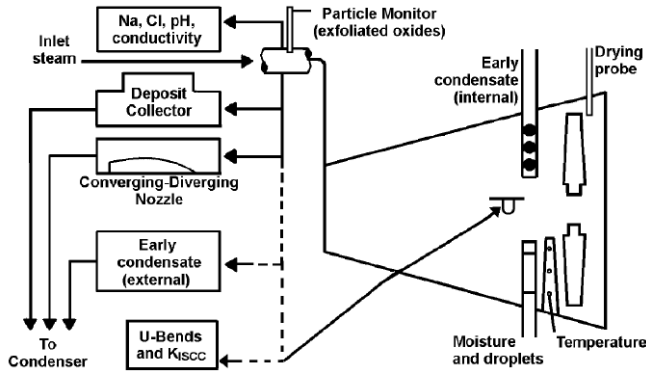 Na, Cl, pH,
conductivity
Particle Monitor
(exfoliated oxides)
Inlet
steam
Early
condensate
(internal)
Drying
probe
Deposit
Collector
Converging-Diverging
Nozzle
Early
condensate
(external)
To
Condenser
U-Bends
and KISCC
Moisture
and droplets
Temperature